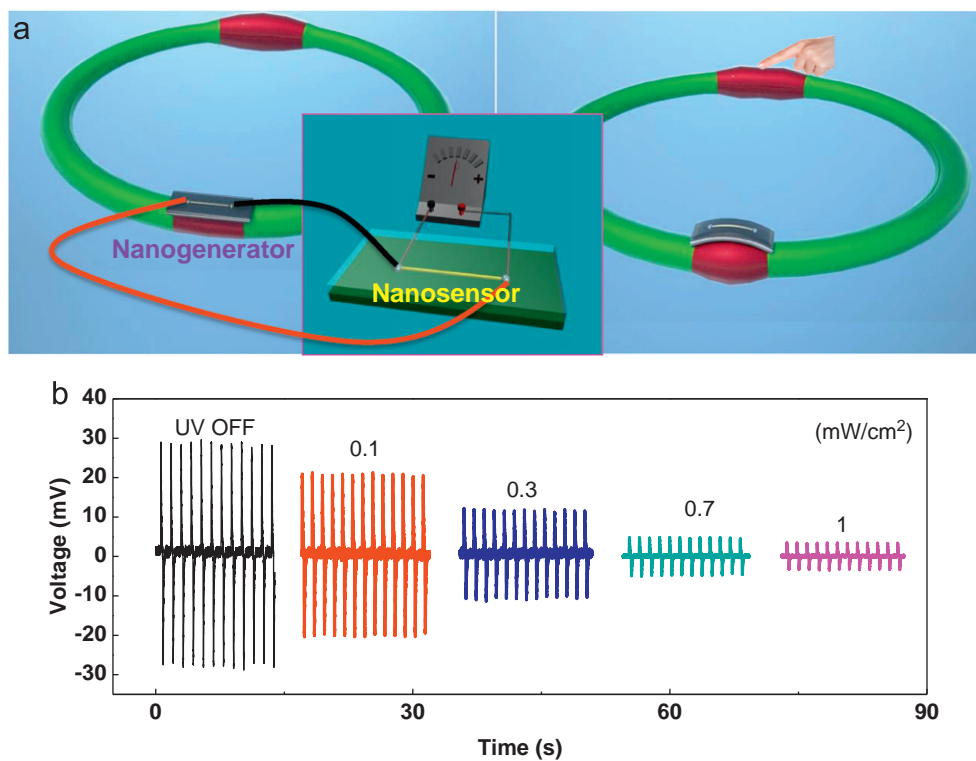 a
- +
Nanogenerator
Nanosensor
b
40
30
20
10
0
-10
-20
-30
Voltage (mV)
UV OFF
0.1
0.3
0.7
1
(mW/cm²)
0 30 60 90
Time (s)